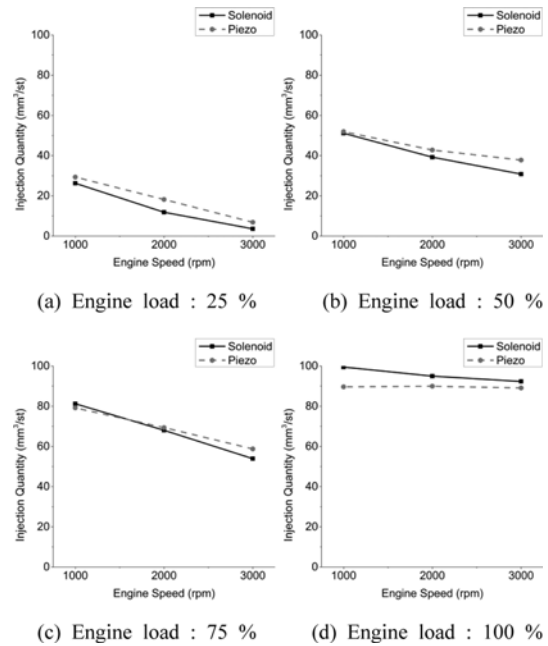 Solenoid
Piezo
100
80
60
40
20
0
Injection Quantity (mm³/st)
1000 2000 3000
Engine Speed (rpm)
(a) Engine load : 25 %
Solenoid
Piezo
100
80
60
40
20
0
Injection Quantity (mm³/st)
1000 2000 3000
Engine Speed (rpm)
(b) Engine load : 50 %
Solenoid
Piezo
100
80
60
40
20
0
Injection Quantity (mm³/st)
1000 2000 3000
Engine Speed (rpm)
(c) Engine load : 75 %
Solenoid
Piezo
100
80
60
40
20
0
Injection Quantity (mm³/st)
1000 2000 3000
Engine Speed (rpm)
(d) Engine load : 100 %